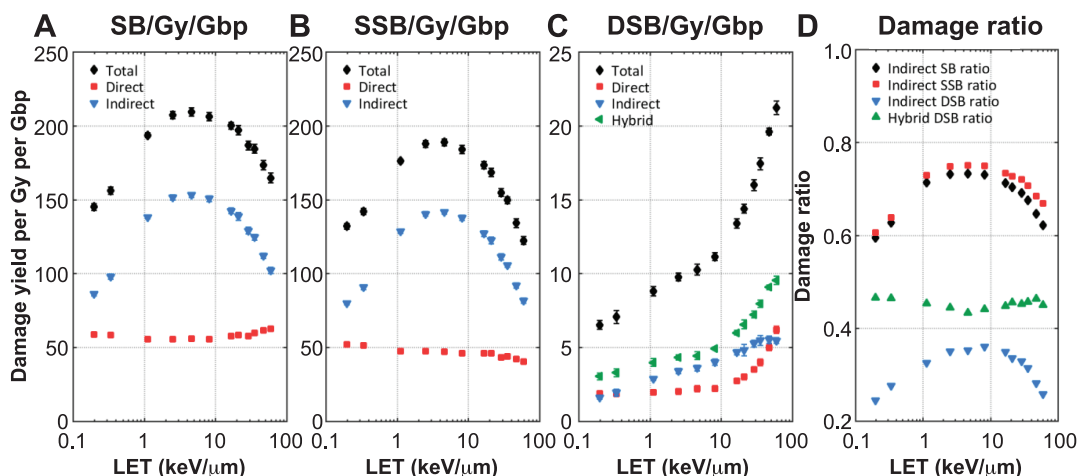 A SB/Gy/Gbp
B SSB/Gy/Gbp
C DSB/Gy/Gbp
D Damage ratio
Damage yield per Gy per Gbp
250
200
150
100
50
0
Total
Direct
Indirect
0.1 1 10 100
LET (keV/μm)
250
200
150
100
50
0
Total
Direct
Indirect
0.1 1 10 100
LET (keV/μm)
25
20
15
10
5
0
Total
Direct
Indirect
Hybrid
0.1 1 10 100
LET (keV/μm)
Damage ratio
1.0
0.8
0.6
0.4
0.2
Indirect SB ratio
Indirect SSB ratio
Indirect DSB ratio
Hybrid DSB ratio
0.1 1 10 100
LET (keV/μm)